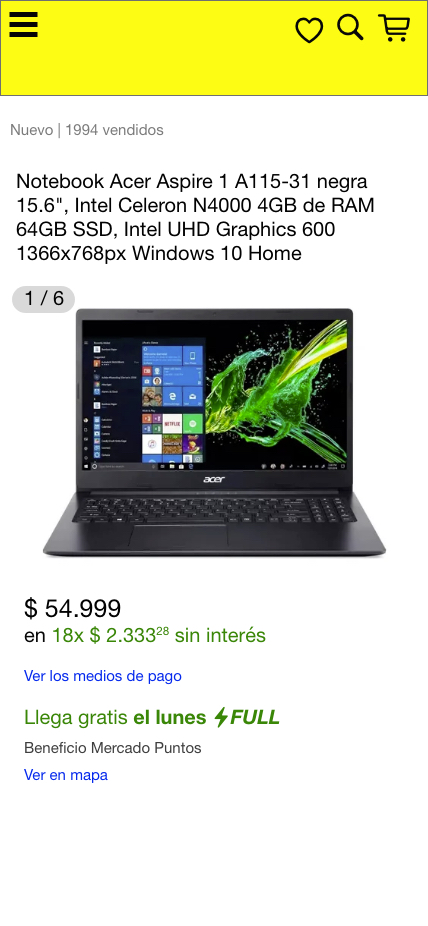 Nuevo | 1994 vendidos
Notebook Acer Aspire 1 A115-31 negra
15.6", Intel Celeron N4000 4GB de RAM
64GB SSD, Intel UHD Graphics 600
1366x768px Windows 10 Home
1 / 6
NETFLIX
acer
$ 54.999
en 18x $ 2.333²⁸ sin interés
Ver los medios de pago
Llega gratis el lunes FULL
Beneficio Mercado Puntos
Ver en mapa